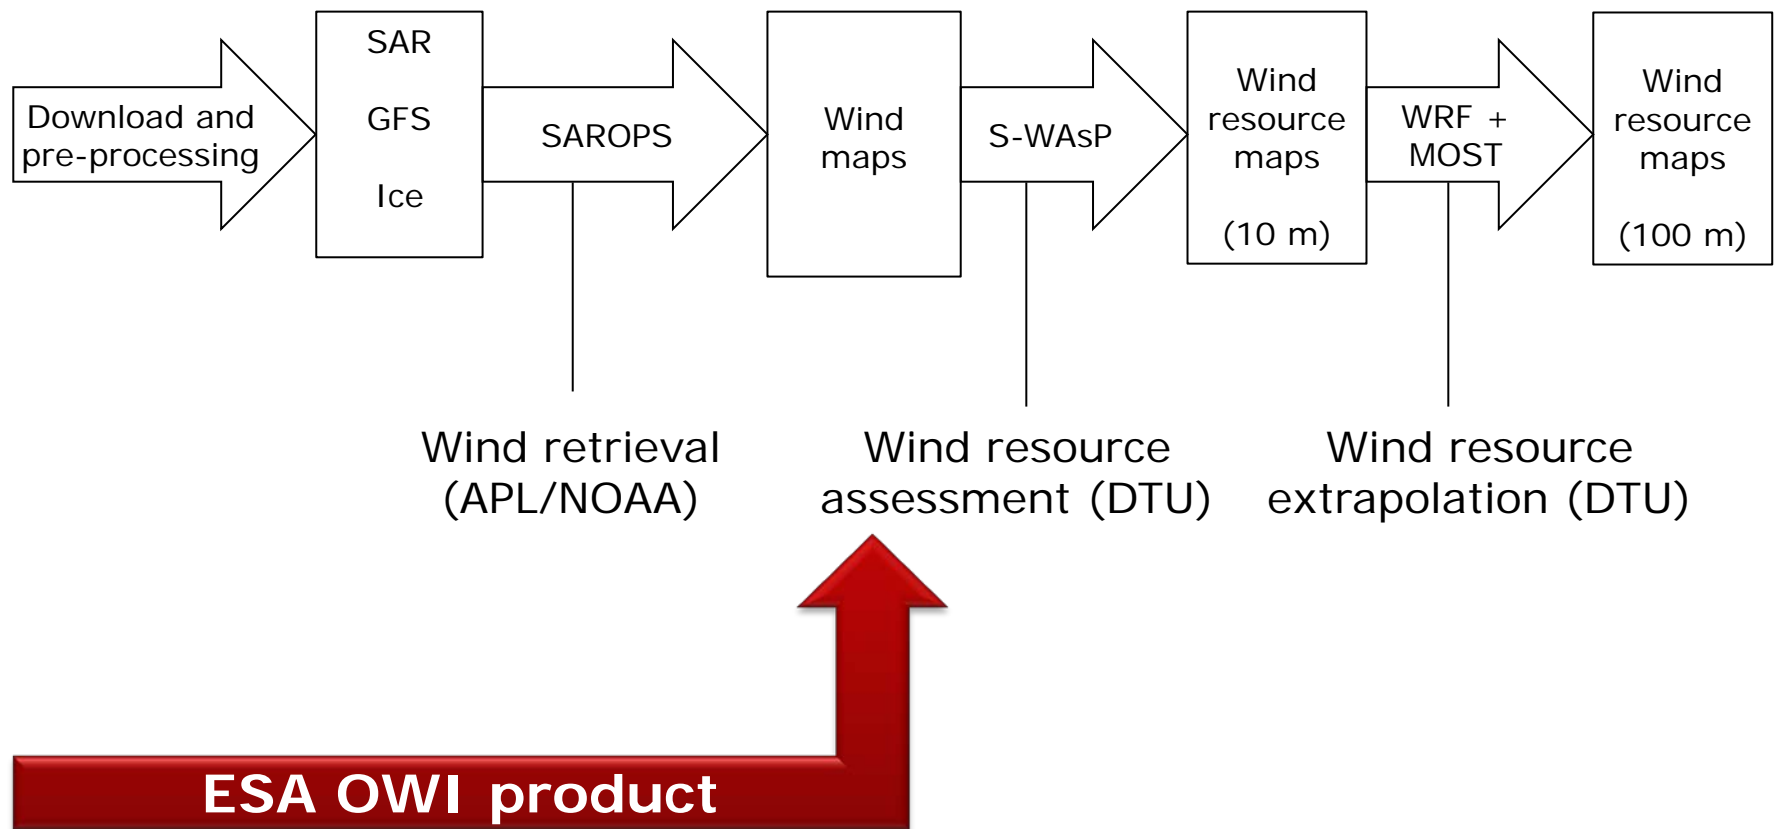 Download and
pre-processing
SAR
GFS
Ice
SAROPS
Wind
maps
S-WAsP
Wind
resource
maps
(10 m)
WRF +
MOST
Wind
resource
maps
(100 m)
Wind retrieval
(APL/NOAA)
Wind resource
assessment (DTU)
Wind resource
extrapolation (DTU)
ESA OWI product